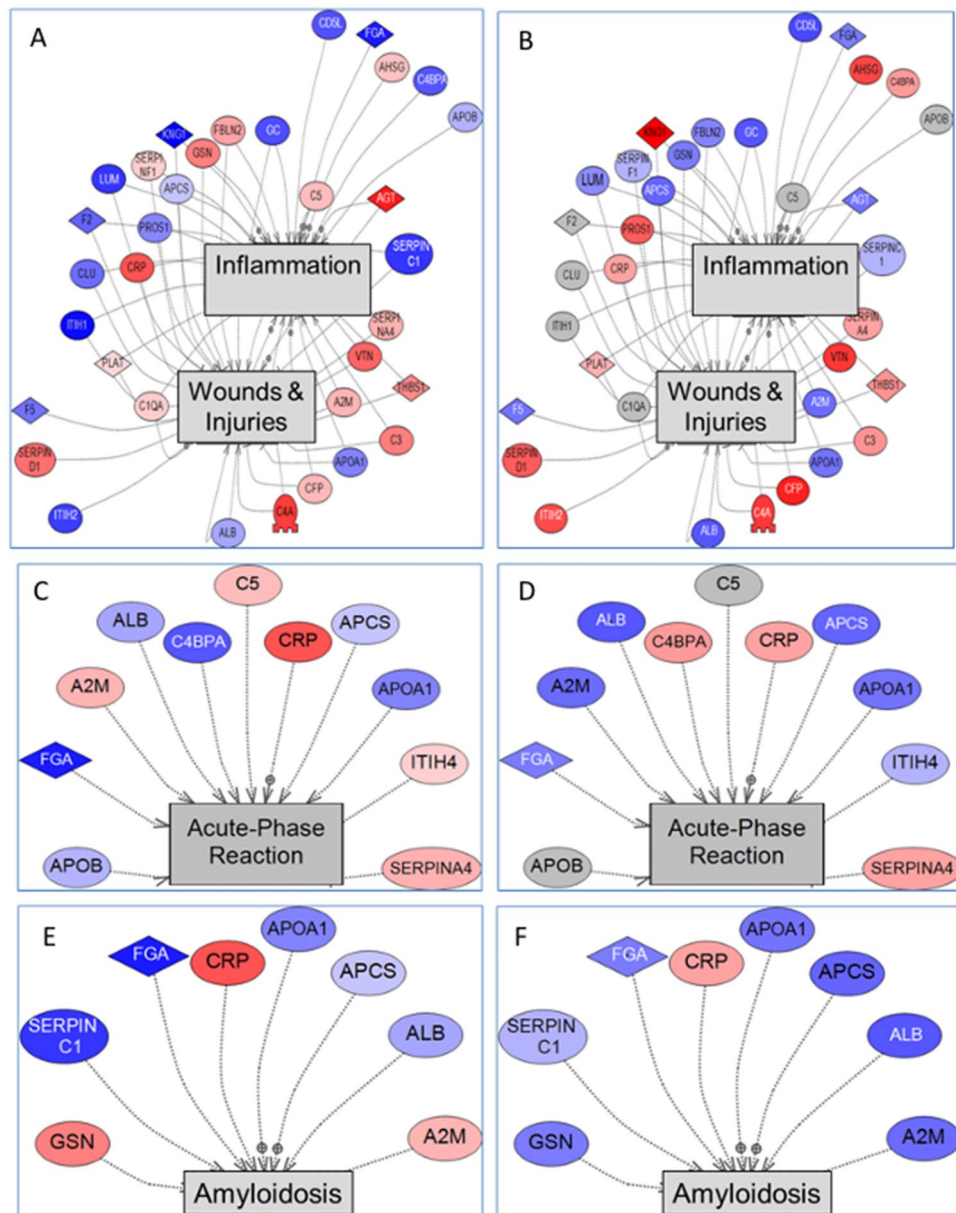 A
CD5L
FGA
AHSG
C4BPA
APOB
KNG1
FBLN2
GC
GSN
SERPI
NF1
LUM
APCS
C5
AGT
F2
PROS1
SERPIN
C1
Inflammation
CLU
CRP
ITIH1
SERPI
NA4
PLAT
VTN
THBS1
Wounds &
Injuries
F5
C1QA
A2M
SERPIN
D1
C3
APOA1
CFP
ITIH2
C4A
ALB
B
CD5L
FGA
AHSG
C4BPA
APOB
KNG1
FBLN2
GC
GSN
SERPIN
F1
LUM
APCS
C5
AGT
F2
PROS1
SERPINC
1
Inflammation
CLU
CRP
ITIH1
SERPIN
A4
PLAT
VTN
THBS1
Wounds &
Injuries
F5
C1QA
A2M
SERPIN
D1
C3
APOA1
CFP
ITIH2
C4A
ALB
C
C5
ALB
C4BPA
CRP
APCS
A2M
APOA1
FGA
ITIH4
Acute-Phase
Reaction
APOB
SERPINA4
D
C5
ALB
C4BPA
CRP
APCS
A2M
APOA1
FGA
ITIH4
Acute-Phase
Reaction
APOB
SERPINA4
E
FGA
CRP
APOA1
APCS
SERPIN
C1
ALB
GSN
A2M
Amyloidosis
F
FGA
CRP
APOA1
APCS
SERPIN
C1
ALB
GSN
A2M
Amyloidosis